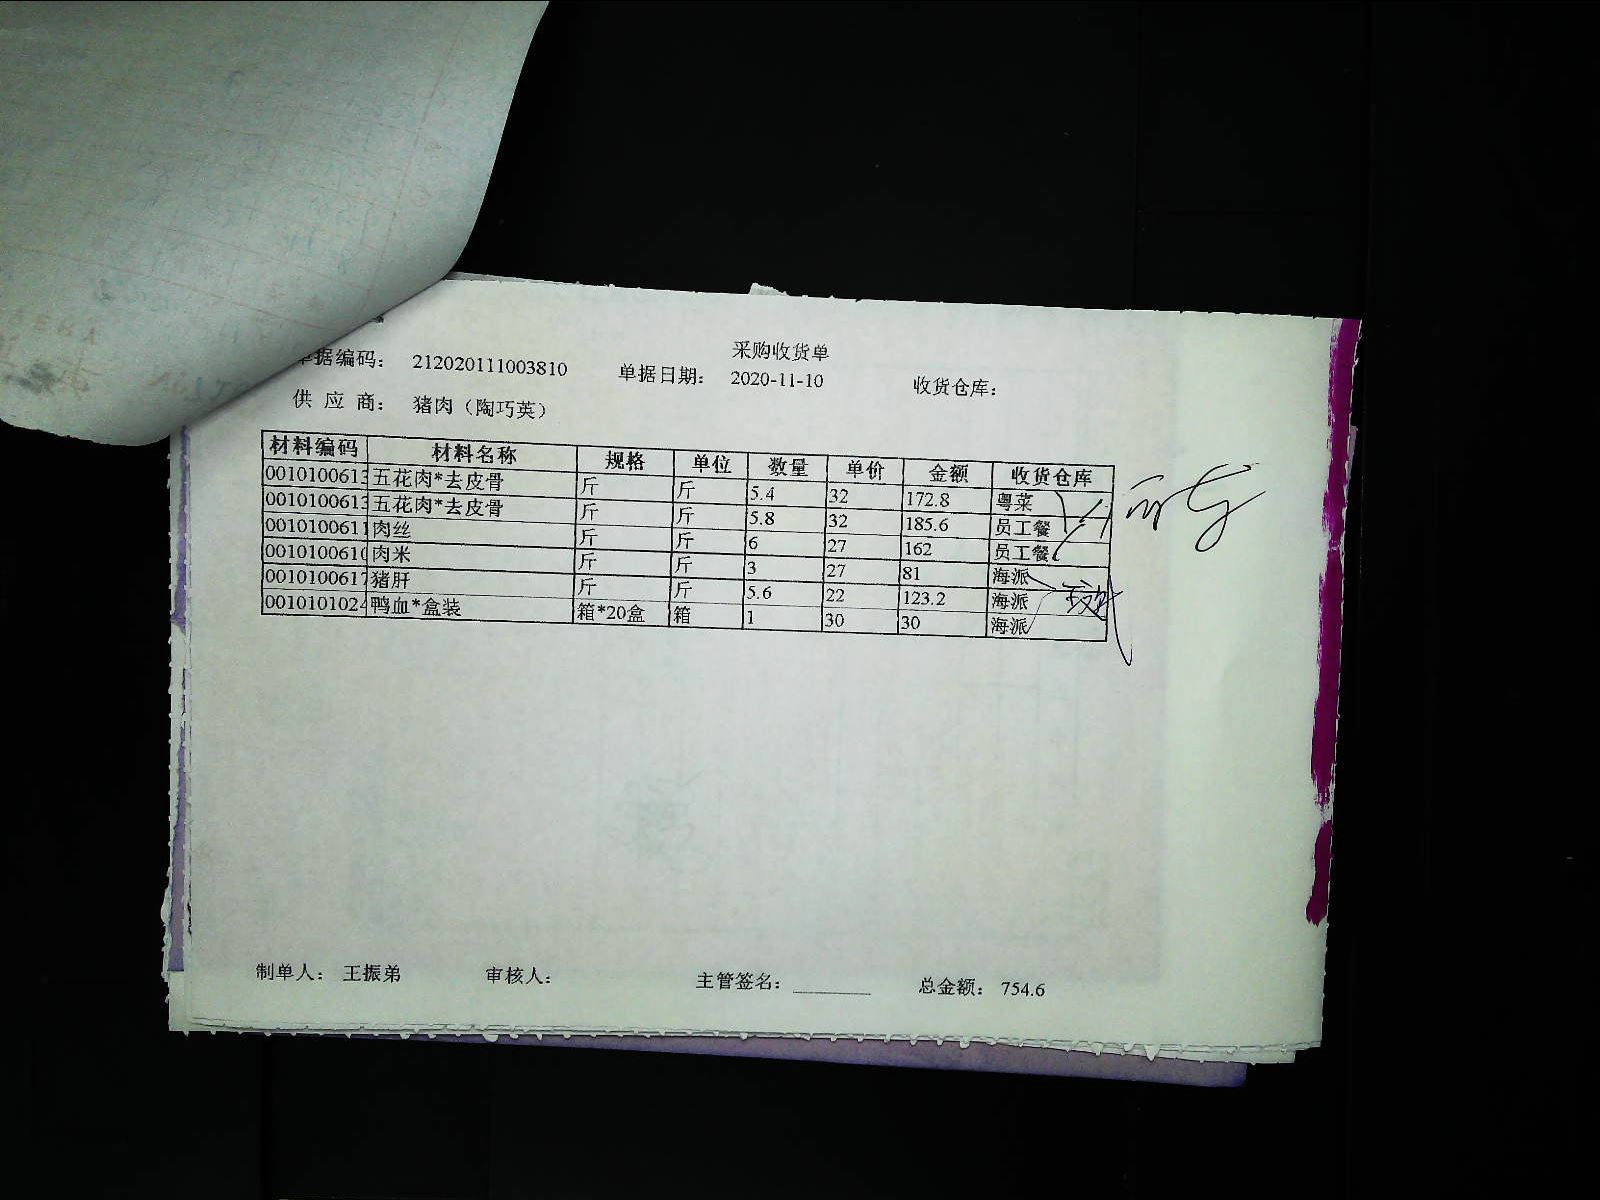 采购收货单
单据编码： 212020111003810 单据日期： 2020-11-10 收货仓库：
供 应 商： 猪肉（陶巧英）
材料编码 材料名称 规格 单位 数量 单价 金额 收货仓库
001010061 五花肉*去皮骨 斤 斤 5.4 32 172.8 粤菜
001010061 五花肉*去皮骨 斤 斤 5.8 32 185.6 员工餐
001010061 肉丝 斤 斤 6 27 162 员工餐
001010061 肉米 斤 斤 3 27 81 海派
001010061 猪肝 斤 斤 5.6 22 123.2 海派
001010102 鸭血*盒装 箱*20盒 箱 1 30 30 海派
制单人： 王振弟 审核人： 主管签名： 总金额： 754.6